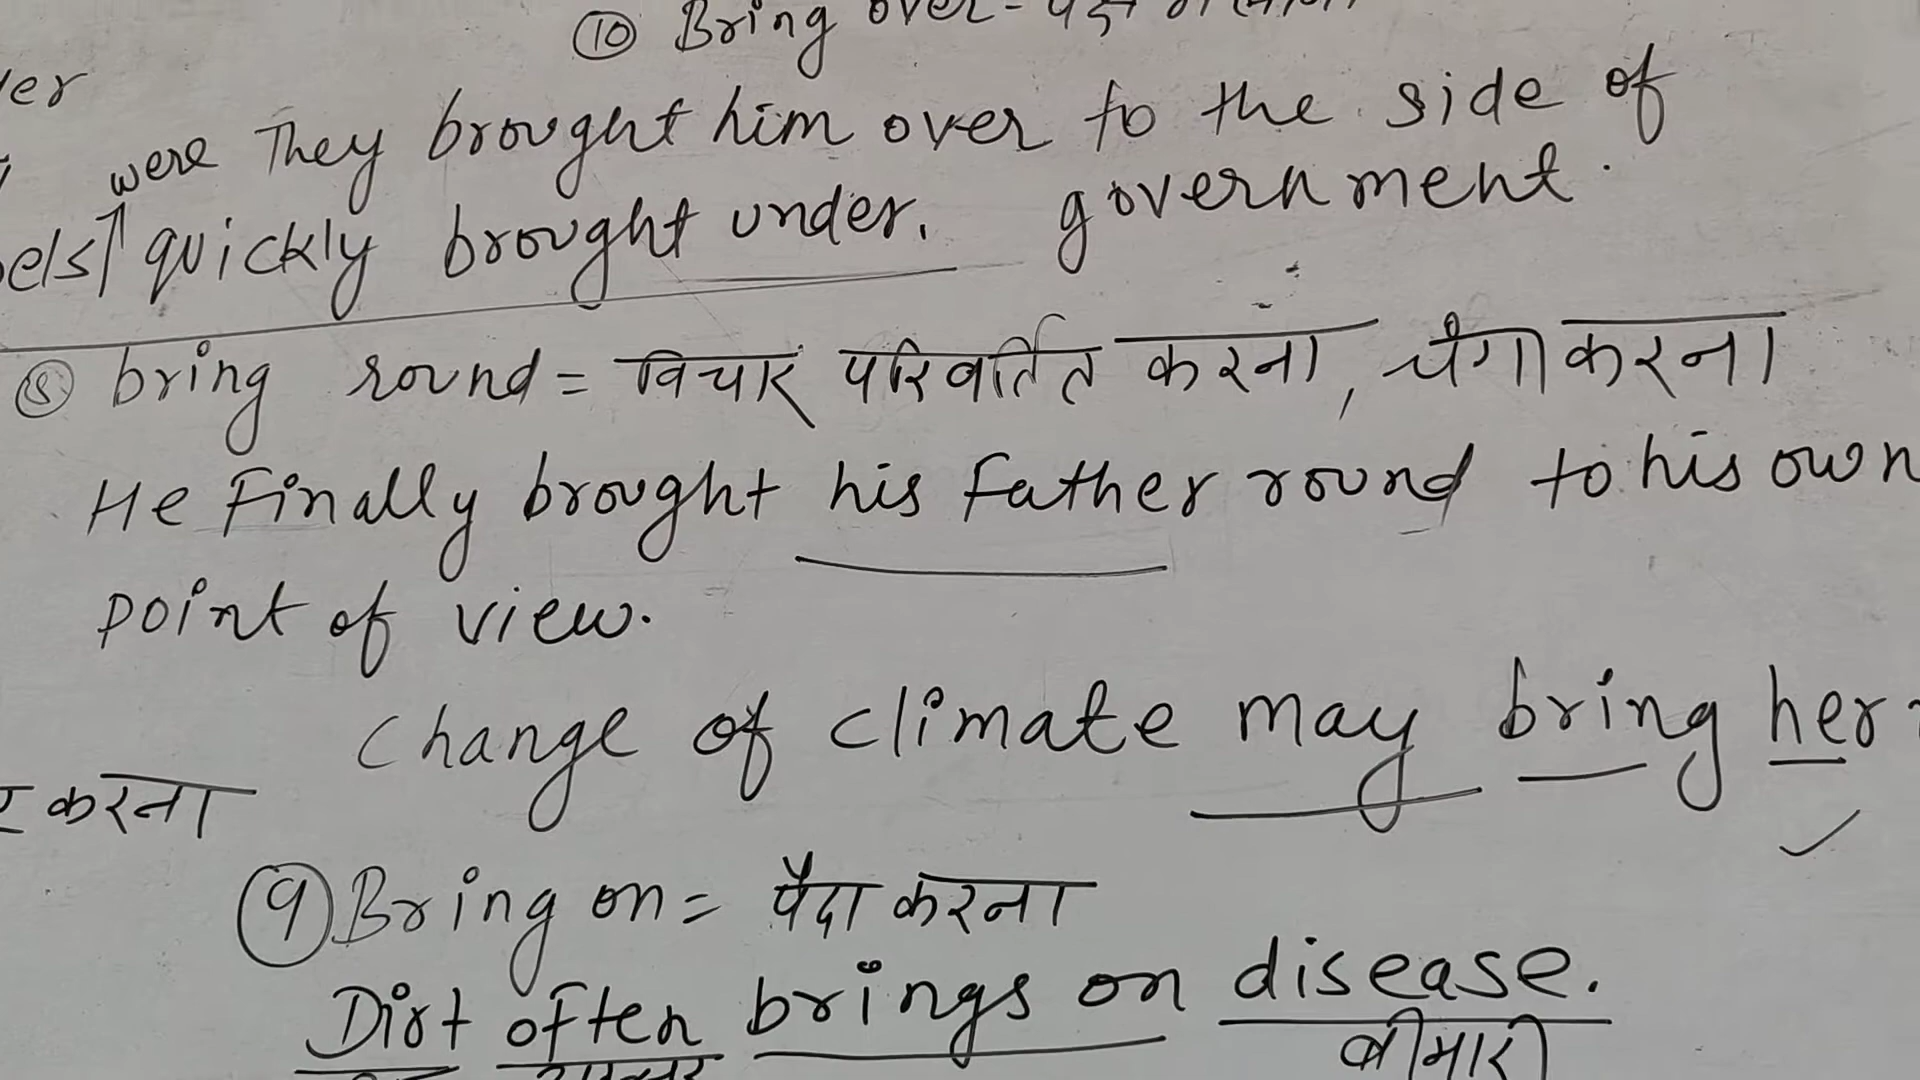 ⑩ Bring over -
er
They brought him over to the side of
government.
were
quickly brought under.
⑧ bring round = विचार परिवर्तित करना, चंगा करना
He Finally brought his Father round to his own
point of view.
Change of climate may bring her
करना
⑨ Bring on = पैदा करना
Dirt often brings on disease.
बीमारी